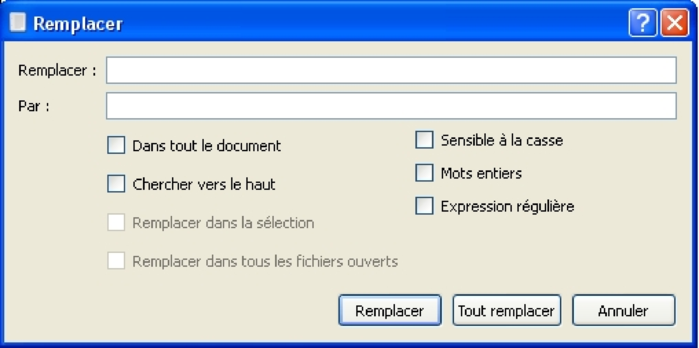 Remplacer
Remplacer :
Par :
Dans tout le document
Chercher vers le haut
Remplacer dans la sélection
Remplacer dans tous les fichiers ouverts
Sensible à la casse
Mots entiers
Expression régulière
Remplacer Tout remplacer Annuler